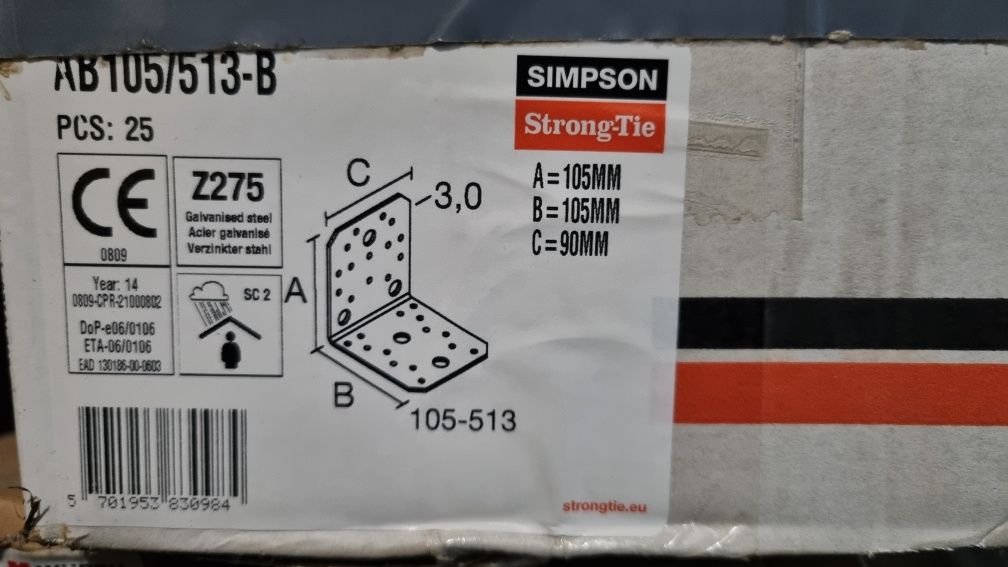 AB105/513-B
PCS: 25
SIMPSON
Strong-Tie
CE
0809
Z275
Galvanised steel
Acier galvanisé
Verzinkter stahl
Year: 14
0809-CPR-21000802
DoP-e06/0106
ETA-06/0106
EAD 130186-00-0603
SC 2
C
3,0
A
B
105-513
A=105MM
B=105MM
C=90MM
5 701953 830984
strongtie.eu